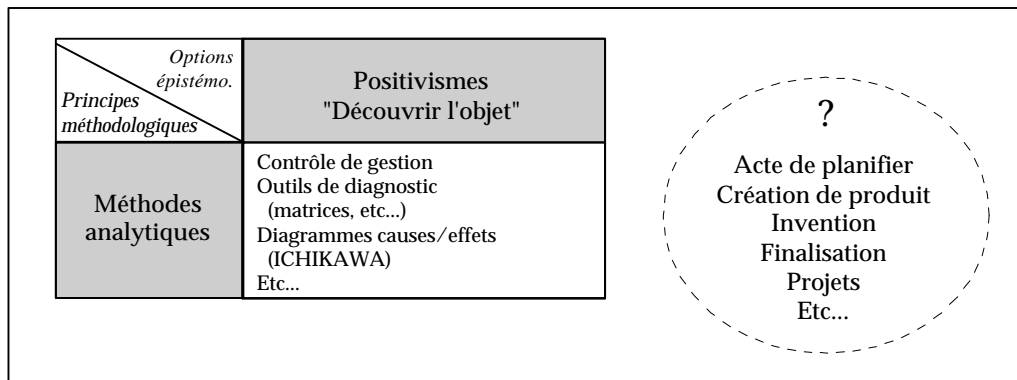 Options
épistémo.
Principes
méthodologiques
Positivismes
"Découvrir l'objet"
Méthodes
analytiques
Contrôle de gestion
Outils de diagnostic
(matrices, etc...)
Diagrammes causes/effets
(ICHIKAWA)
Etc...
?
Acte de planifier
Création de produit
Invention
Finalisation
Projets
Etc...